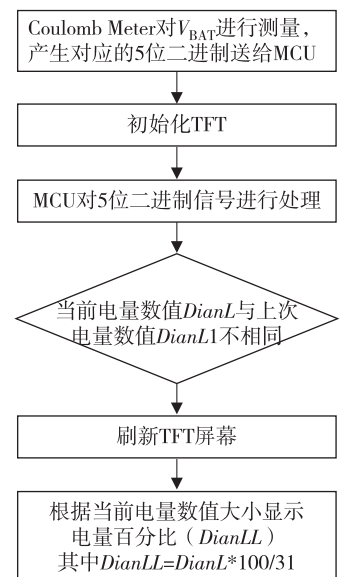 Coulomb Meter对VBAT进行测量,
产生对应的5位二进制送给MCU
初始化TFT
MCU对5位二进制信号进行处理
当前电量数值DianL与上次
电量数值DianL1不相同
刷新TFT屏幕
根据当前电量数值大小显示
电量百分比（DianLL）
其中DianLL=DianL*100/31